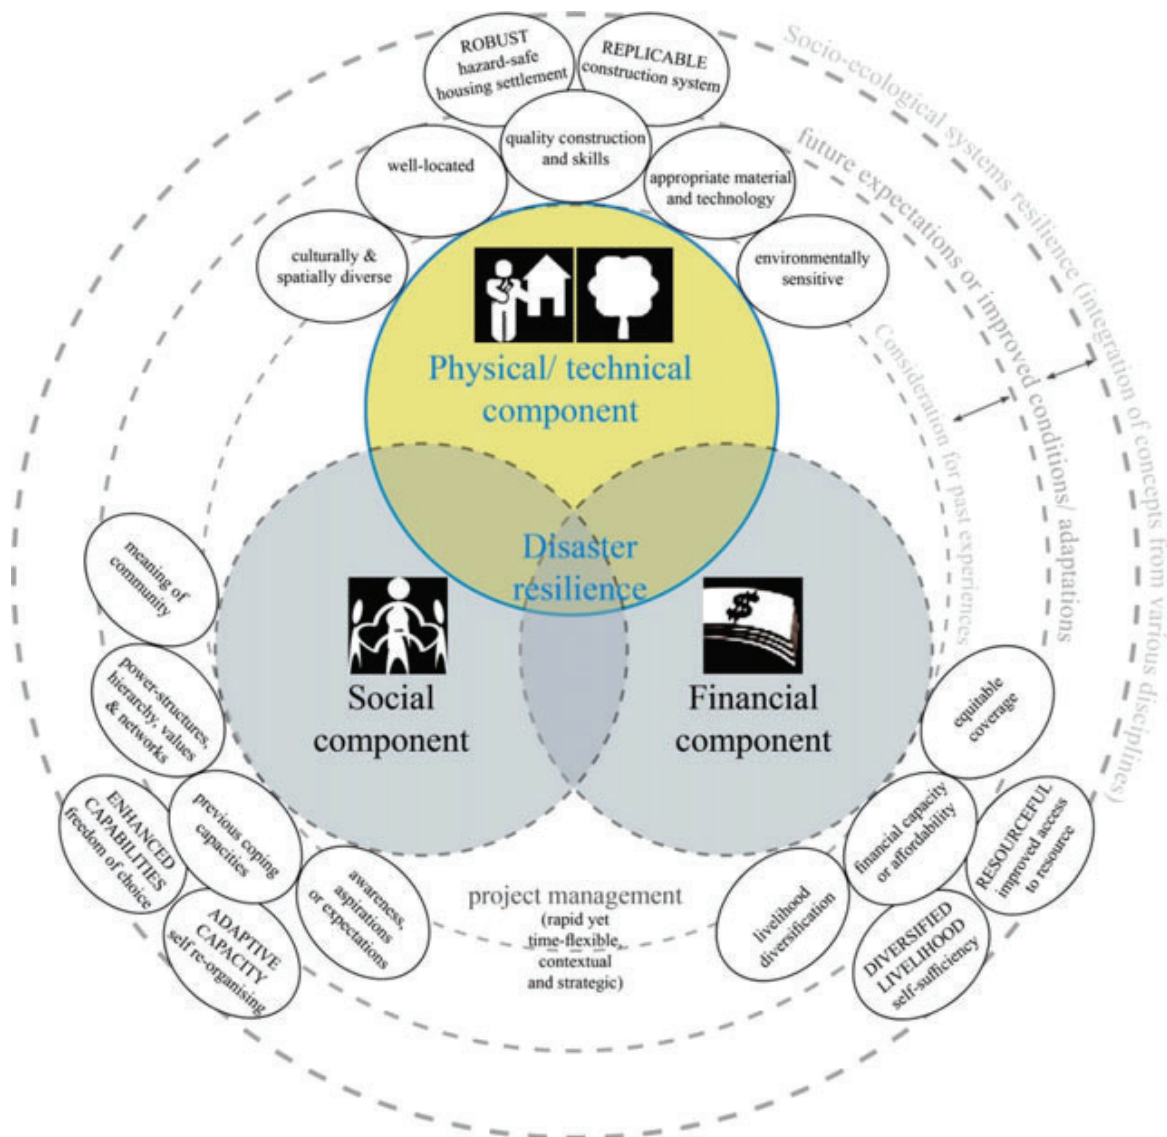 ROBUST
hazard-safe
housing settlement
REPLICABLE
construction system
quality construction
and skills
well-located
appropriate material
and technology
culturally &
spatially diverse
environmentally
sensitive
Socio-ecological systems resilience (integration of concepts from various disciplines)
future expectations or improved conditions/ adaptations
Consideration for past experiences
Physical/ technical
component
Disaster
resilience
Social
component
$
Financial
component
meaning of
community
power-structures,
hierarchy, values
& networks
ENHANCED
CAPABILITIES
freedom of choice
previous coping
capacities
ADAPTIVE
CAPACITY
self re-organising
awareness,
aspirations
or expectations
project management
(rapid yet
time-flexible,
contextual
and strategic)
equitable
coverage
financial capacity
or affordability
RESOURCEFUL
improved access
to resource
livelihood
diversification
DIVERSIFIED
LIVELIHOOD
self-sufficiency